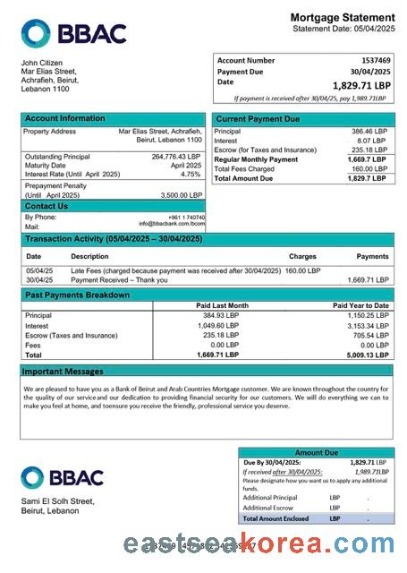 BBAC
Mortgage Statement
Statement Date: 05/04/2025
John Citizen
Mar Elias Street,
Achrafieh, Beirut,
Lebanon 1100
Account Number 1537469
Payment Due 30/04/2025
Date 1,829.71 LBP
If payment is received after 30/04/25, pay 1,989.71LBP
Account Information
Property Address Mar Elias Street, Achrafieh,
Beirut, Lebanon 1100
Outstanding Principal 264,776.43 LBP
Maturity Date April 2025
Interest Rate (Until April 2025) 4.75%
Prepayment Penalty
(Until April 2025) 3,500.00 LBP
Contact Us
By Phone: +961 1 740740
Mail: info@bbacbank.com.lbcom
Current Payment Due
Principal 386.46 LBP
Interest 8.07 LBP
Escrow (for Taxes and Insurance) 235.18 LBP
Regular Monthly Payment 1,669.7 LBP
Total Fees Charged 160.00 LBP
Total Amount Due 1,829.7 LBP
Transaction Activity (05/04/2025 – 30/04/2025)
Date Description Charges Payments
05/04/25 Late Fees (charged because payment was received after 30/04/2025) 160.00 LBP
30/04/25 Payment Received – Thank you 1,669.71 LBP
Past Payments Breakdown
Paid Last Month Paid Year to Date
Principal 384.93 LBP 1,150.25 LBP
Interest 1,049.60 LBP 3,153.34 LBP
Escrow (Taxes and Insurance) 235.18 LBP 705.54 LBP
Fees 0.00 LBP 0.00 LBP
Total 1,669.71 LBP 5,009.13 LBP
Important Messages
We are pleased to have you as a Bank of Beirut and Arab Countries Mortgage customer. We are known throughout the country for
the quality of our service and our dedication to providing financial security for our customers. We will do everything we can to
make you feel at home, and toensure you receive the friendly, professional service you deserve.
BBAC
Sami El Solh Street,
Beirut, Lebanon
Amount Due
Due By 30/04/2025: 1,829.71 LBP
If received after 30/04/2025: 1,989.71LBP
Please designate how you want us to apply any additional
funds.
Additional Principal LBP .
Additional Escrow LBP .
Total Amount Enclosed LBP .
eastseakorea.com